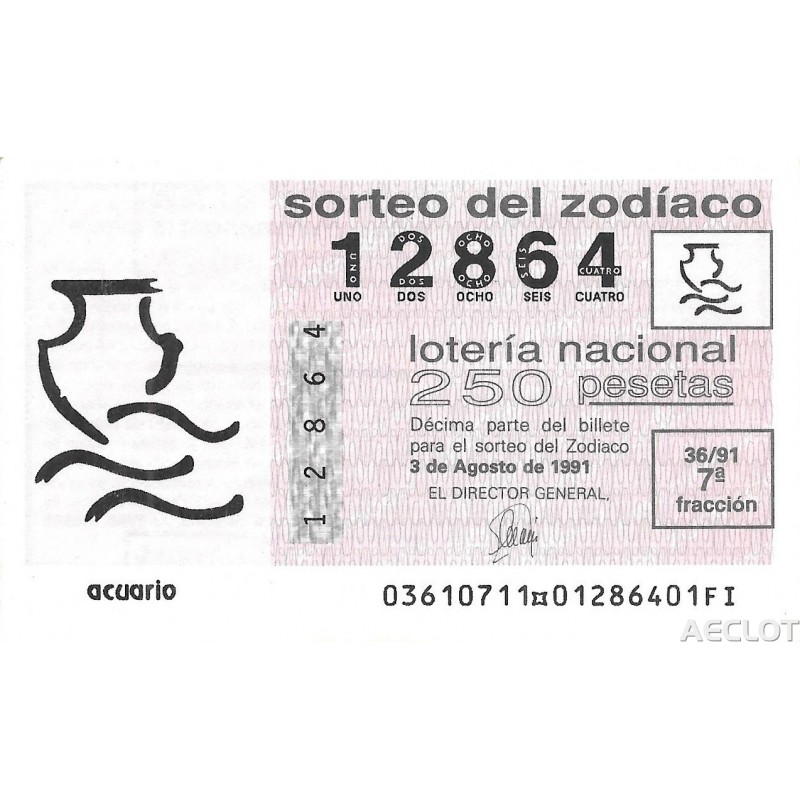 sorteo del zodíaco
12864
UNO DOS OCHO SEIS CUATRO
12864
lotería nacional
250 pesetas
Décima parte del billete
para el sorteo del Zodiaco
3 de Agosto de 1991
EL DIRECTOR GENERAL,
36/91
7ª
fracción
acuario
03610711¤01286401FI
AECLOT